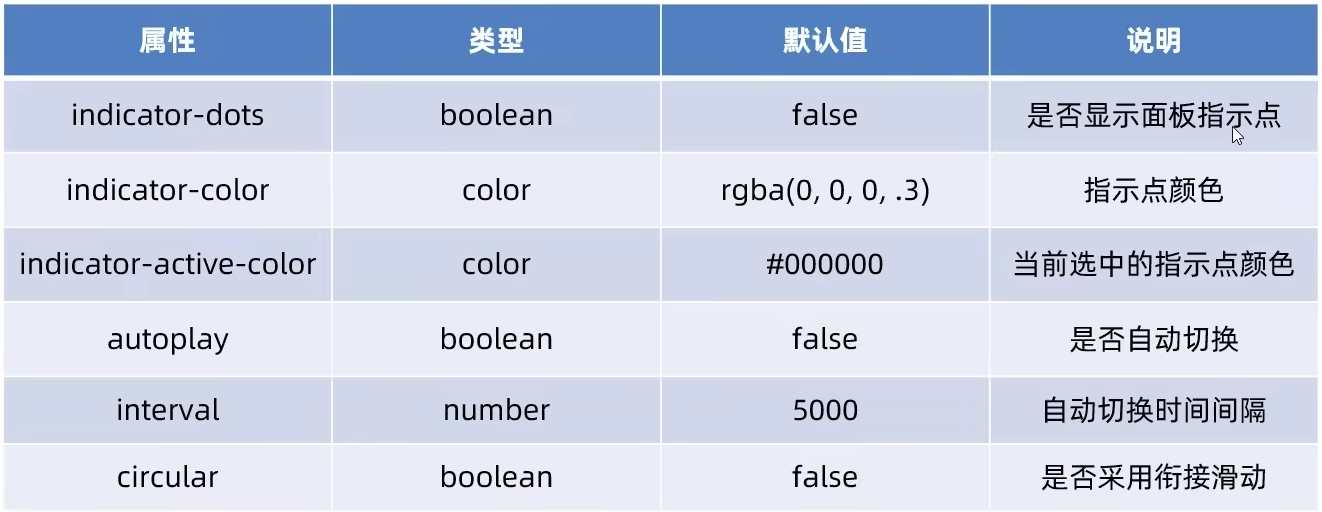 属性 类型 默认值 说明
indicator-dots boolean false 是否显示面板指示点
indicator-color color rgba(0, 0, 0, .3) 指示点颜色
indicator-active-color color #000000 当前选中的指示点颜色
autoplay boolean false 是否自动切换
interval number 5000 自动切换时间间隔
circular boolean false 是否采用衔接滑动